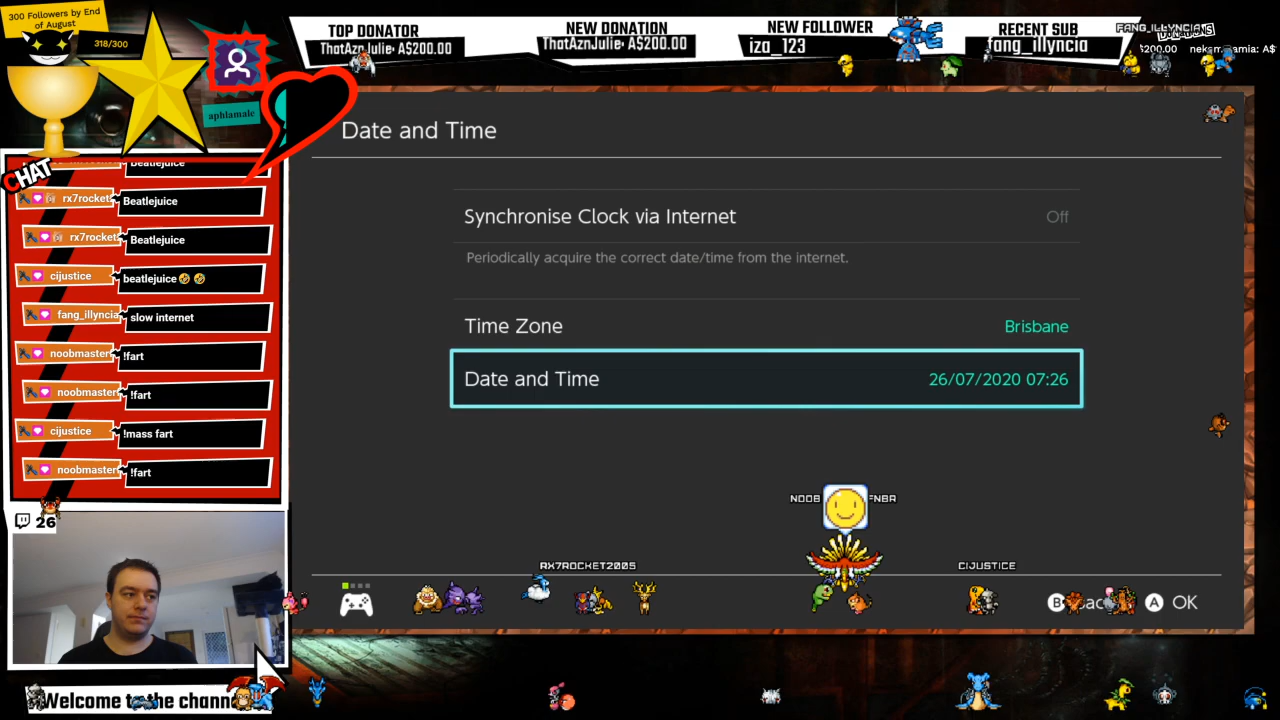 300 Followers by End
of August
318/300
aphlamale
TOP DONATOR
ThatAznJulie: A$200.00
NEW DONATION
ThatAznJulie: A$200.00
NEW FOLLOWER
iza_123
RECENT SUB
fang_illyncia
FANG_ILLYNCIA
CHAT
Beatlejuice
rx7rocket
Beatlejuice
rx7rocket
Beatlejuice
cijustice
beatlejuice 🤣 🤣
fang_illyncia
slow internet
noobmaster
!fart
noobmaster
!fart
cijustice
!mass fart
noobmaster
!fart
26
Welcome to the chann
Date and Time
Synchronise Clock via Internet Off
Periodically acquire the correct date/time from the internet.
Time Zone Brisbane
Date and Time 26/07/2020 07:26
NOOB
RX7ROCKET2005
CIJUSTICE
B
A OK